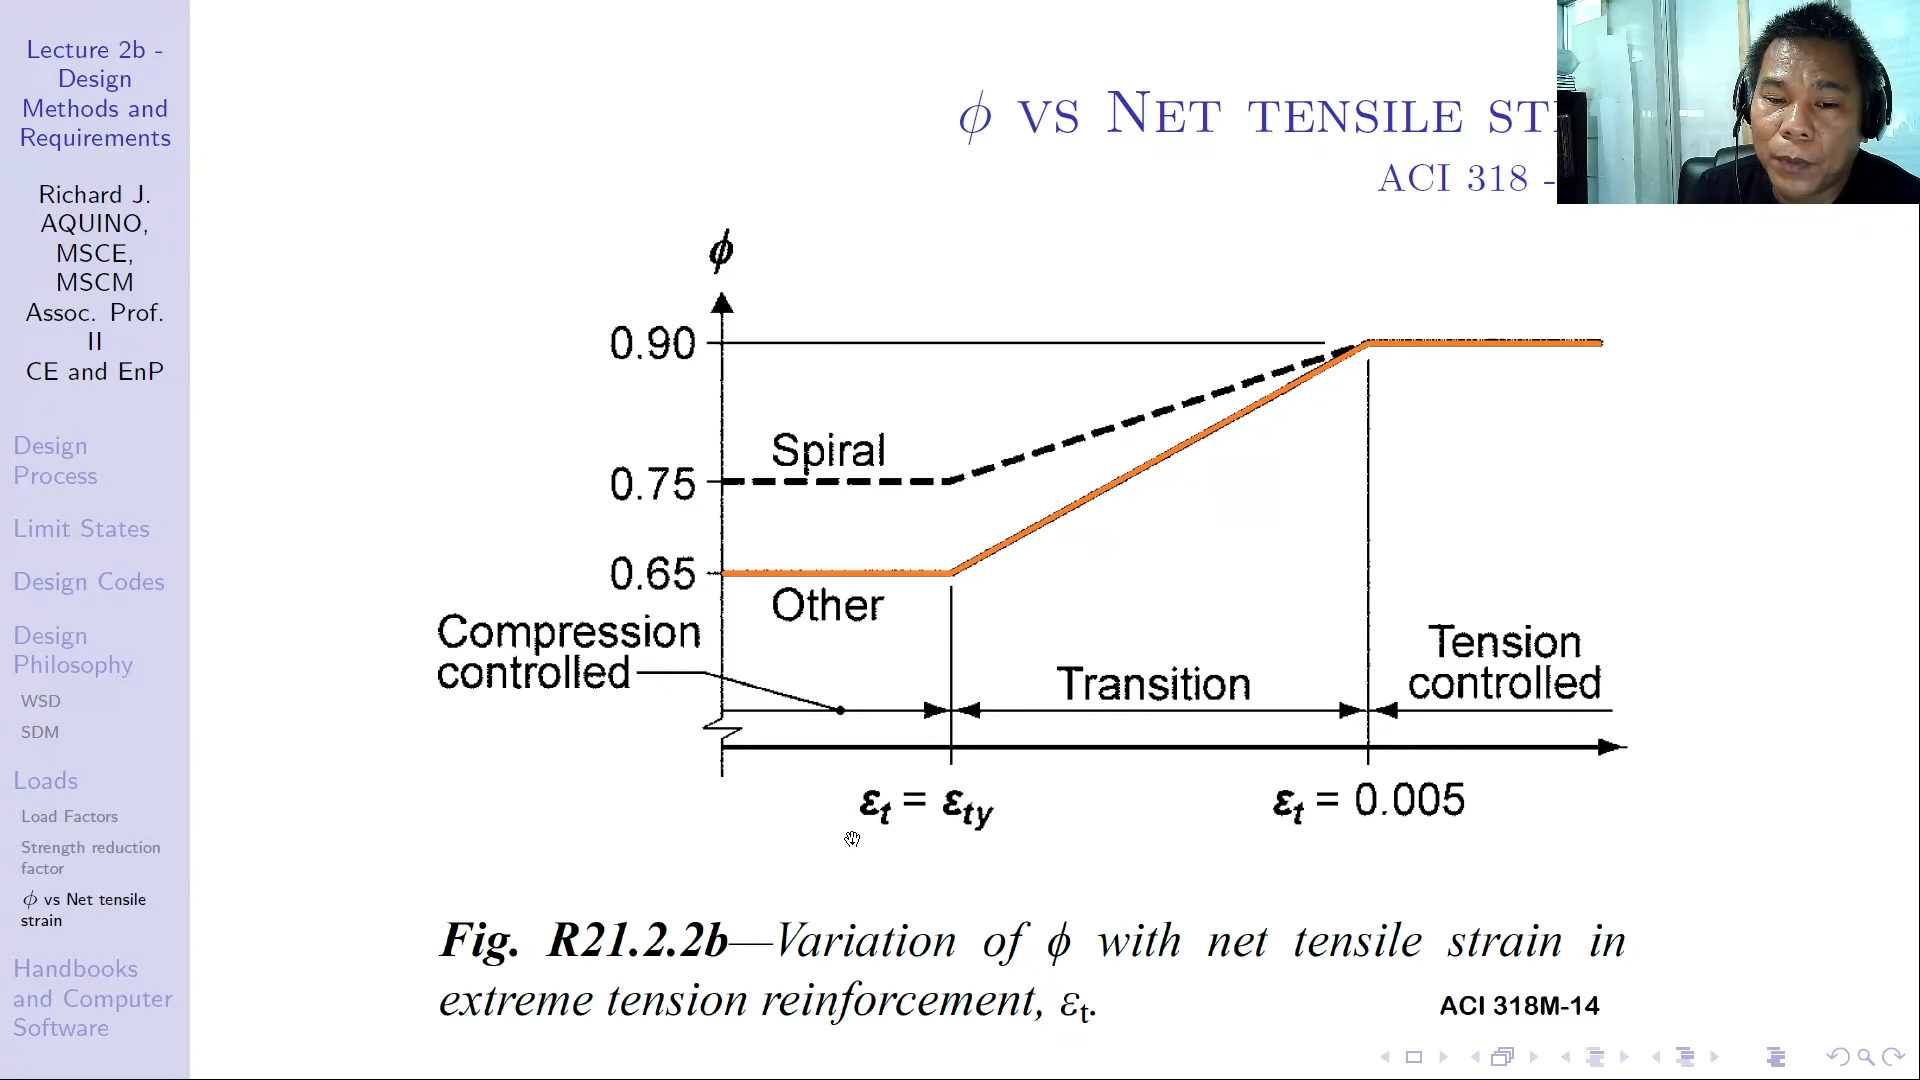 Lecture 2b -
Design
Methods and
Requirements
Richard J.
AQUINO,
MSCE,
MSCM
Assoc. Prof.
II
CE and EnP
Design
Process
Limit States
Design Codes
Design
Philosophy
WSD
SDM
Loads
Load Factors
Strength reduction
factor
ϕ vs Net tensile
strain
Handbooks
and Computer
Software
ϕ VS NET TENSILE ST
ACI 318 -
ϕ
0.90
0.75
0.65
Spiral
Other
Compression
controlled
Transition
Tension
controlled
εt = εty
εt = 0.005
Fig. R21.2.2b—Variation of ϕ with net tensile strain in
extreme tension reinforcement, εt.
ACI 318M-14